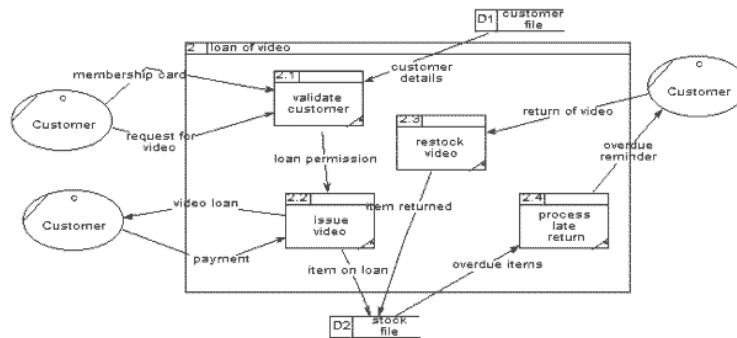 D1
customer
file
2
loan of video
membership card
2.1
validate
customer
customer
details
c
Customer
c
Customer
request for
video
2.3
restock
video
return of video
overdue
reminder
loan permission
c
Customer
video loan
2.2
issue
video
item returned
2.4
process
late
return
payment
item on loan
overdue items
D2
stock
file